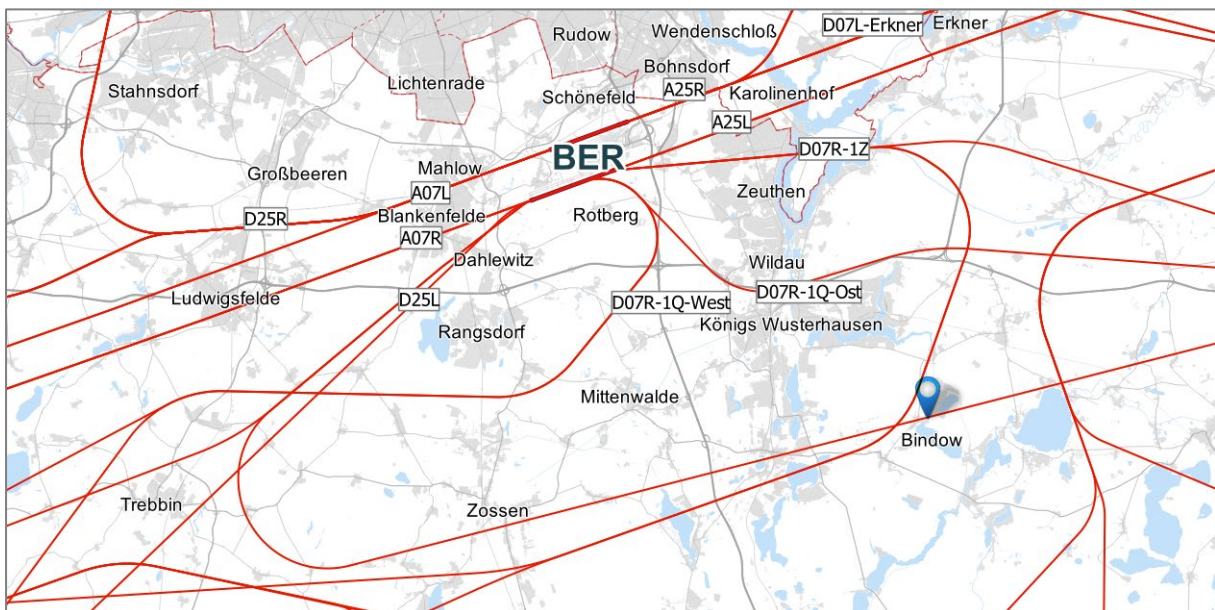 D07L-Erkner
Erkner
Wendenschloß
Rudow
Bohnsdorf
Lichtenrade
Stahnsdorf
A25R
Karolinenhof
Schönefeld
A25L
D07R-1Z
BER
Mahlow
Großbeeren
A07L
Zeuthen
D25R
Blankenfelde
Rotberg
A07R
Dahlewitz
Wildau
Ludwigsfelde
D25L
D07R-1Q-West
D07R-1Q-Ost
Rangsdorf
Königs Wusterhausen
Mittenwalde
Bindow
Trebbin
Zossen